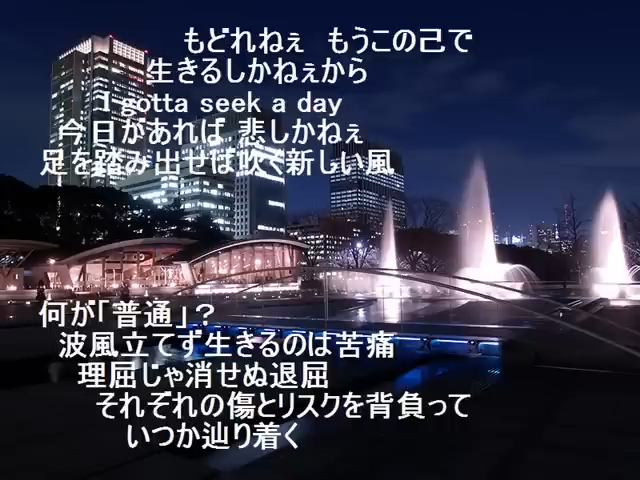 もどれねぇ もうこの己で
生きるしかねぇから
I gotta seek a day
今日があれば 悲しかねぇ
足を踏み出せば吹く新しい風
何が「普通」?
波風立てず生きるのは苦痛
理屈じゃ消せぬ退屈
それぞれの傷とリスクを背負って
いつか辿り着く